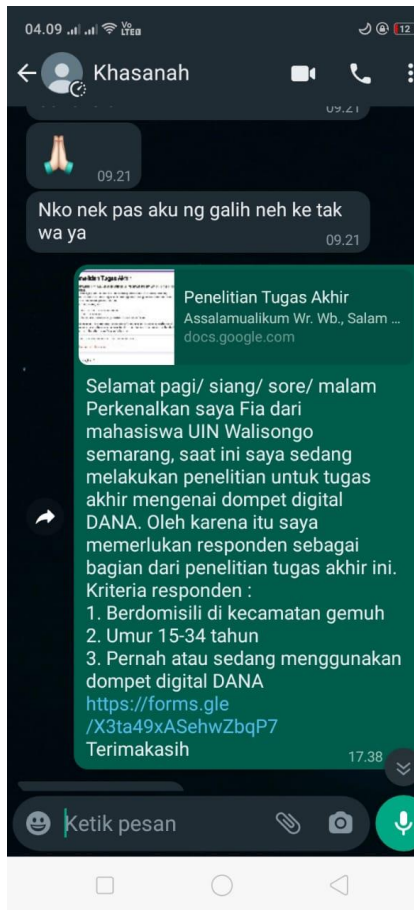 04.09
VoLTE
12
Khasanah
09.21
09.21
Nko nek pas aku ng galih neh ke tak
wa ya
09.21
Penelitian Tugas Akhir
Assalamualikum Wr. Wb., Salam ...
docs.google.com
Selamat pagi/ siang/ sore/ malam
Perkenalkan saya Fia dari
mahasiswa UIN Walisongo
semarang, saat ini saya sedang
melakukan penelitian untuk tugas
akhir mengenai dompet digital
DANA. Oleh karena itu saya
memerlukan responden sebagai
bagian dari penelitian tugas akhir ini.
Kriteria responden :
1. Berdomisili di kecamatan gemuh
2. Umur 15-34 tahun
3. Pernah atau sedang menggunakan
dompet digital DANA
https://forms.gle
/X3ta49xASehwZbqP7
Terimakasih
17.38
Ketik pesan